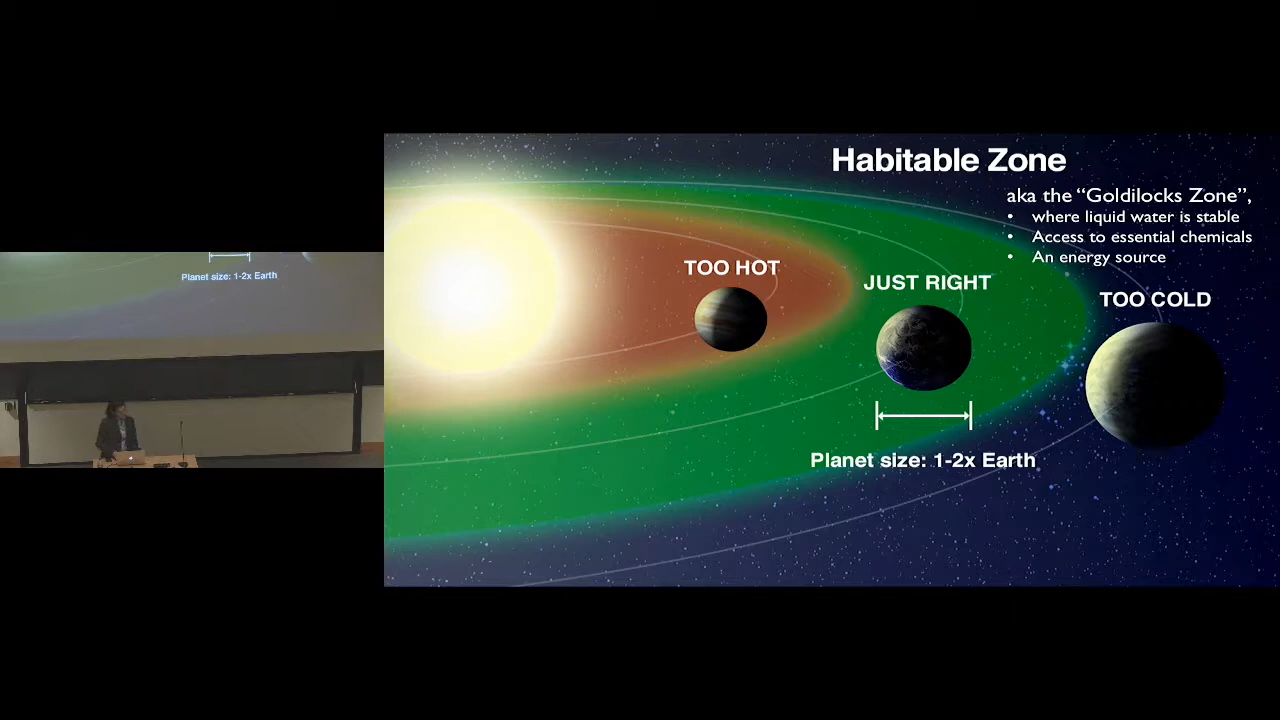 Habitable Zone
aka the “Goldilocks Zone”,
• where liquid water is stable
• Access to essential chemicals
• An energy source
TOO HOT
JUST RIGHT
TOO COLD
Planet size: 1-2x Earth
Planet size: 1-2x Earth